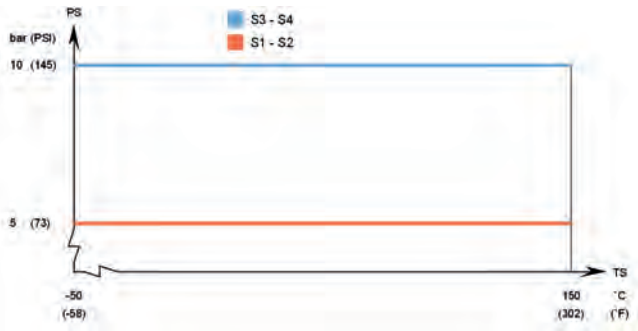 PS
S3 - S4
bar (PSI)
S1 - S2
10 (145)
5 (73)
TS
-50 150 °C
(-58) (302) (°F)